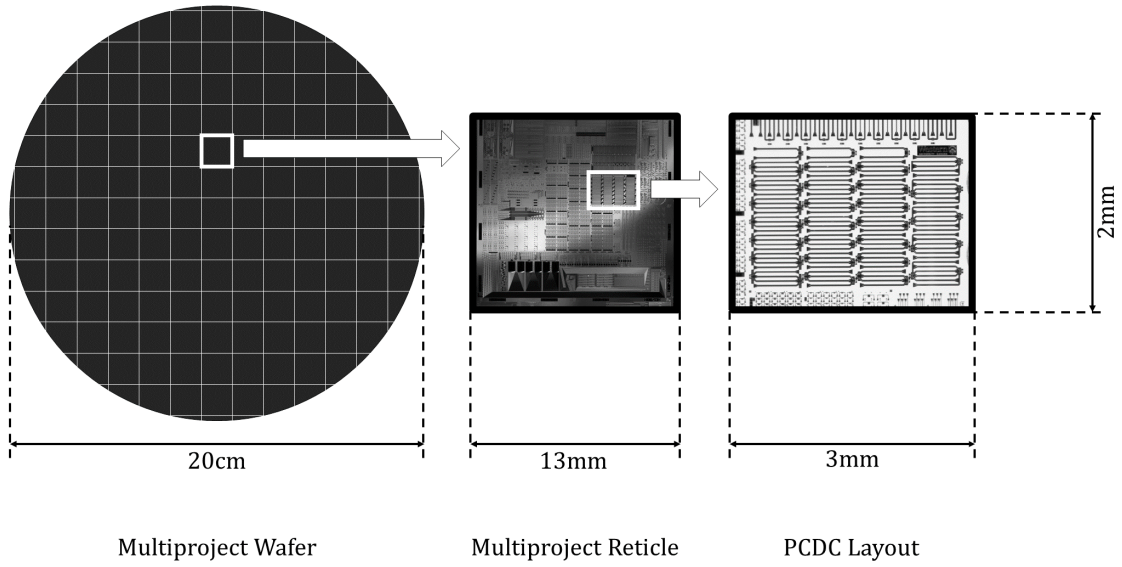 2mm
20cm
13mm
3mm
Multiproject Wafer
Multiproject Reticle
PCDC Layout